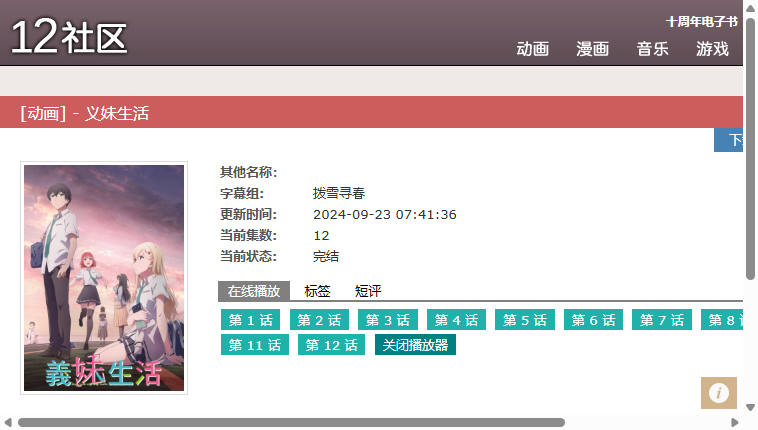 12社区
十周年电子书
动画 漫画 音乐 游戏
[动画] - 义妹生活
下
其他名称:
字幕组: 拨雪寻春
更新时间: 2024-09-23 07:41:36
当前集数: 12
当前状态: 完结
在线播放 标签 短评
第 1 话 第 2 话 第 3 话 第 4 话 第 5 话 第 6 话 第 7 话 第 8
第 11 话 第 12 话 关闭播放器
義妹生活
i